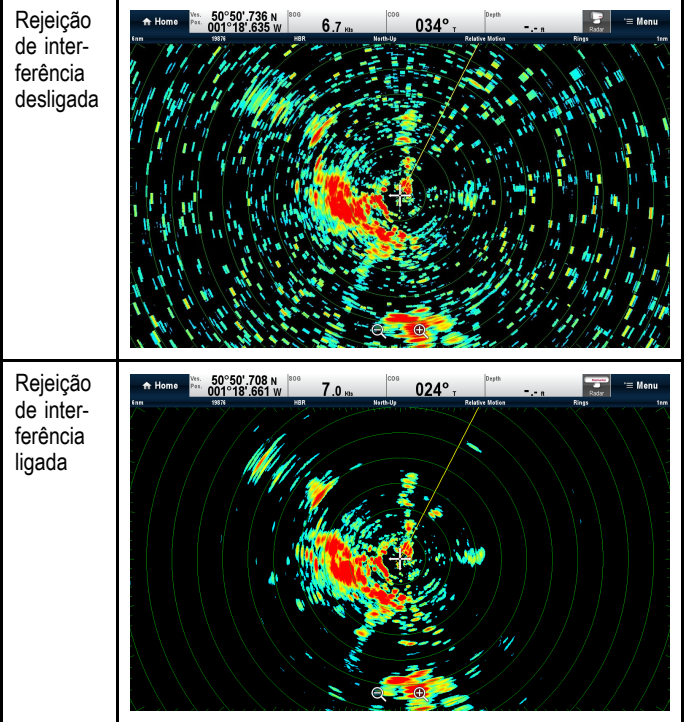 Rejeição
de inter-
ferência
desligada
Home
Ves. Pos. 50°50'.736 N 001°18'.635 W
SOG 6.7 Kts
COG 034° T
Depth -.- ft
Radar
Menu
6nm 19876 HBR North-Up Relative Motion Rings 1nm
Rejeição
de inter-
ferência
ligada
Home
Ves. Pos. 50°50'.708 N 001°18'.661 W
SOG 7.0 Kts
COG 024° T
Depth -.- ft
Radar
Menu
6nm 19876 HBR North-Up Relative Motion Rings 1nm